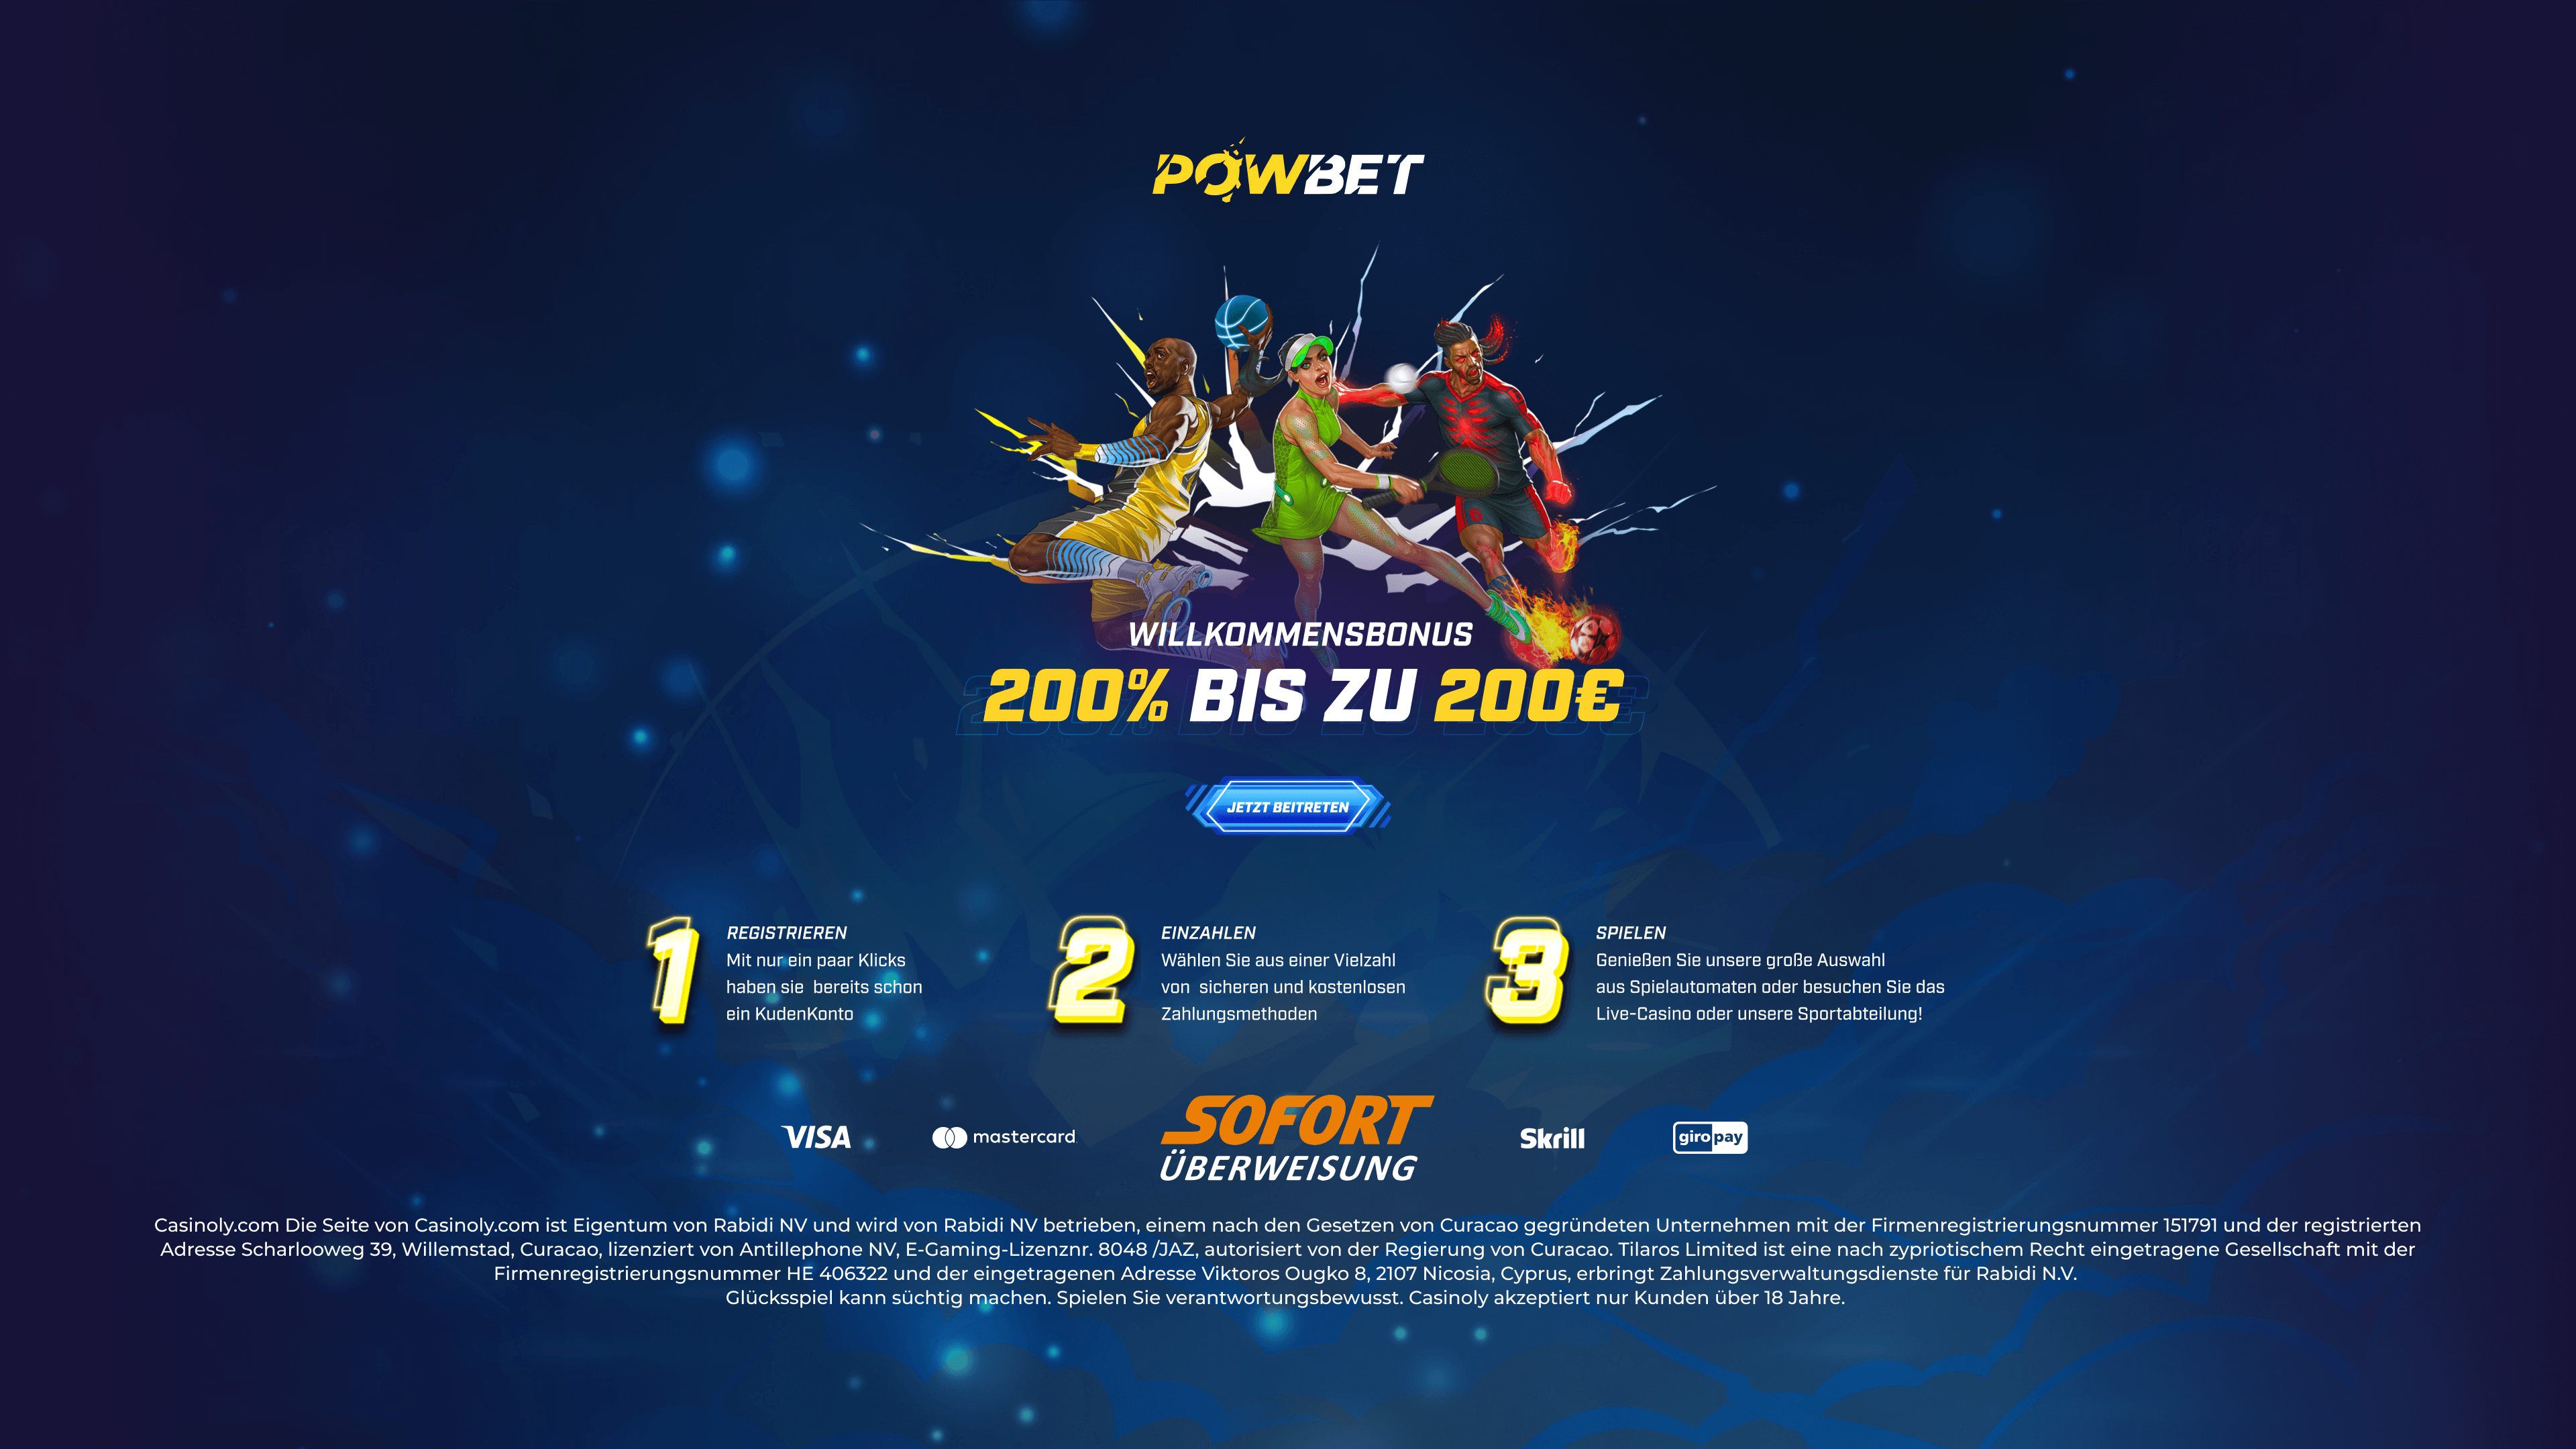 POWBET
WILLKOMMENSBONUS
200% BIS ZU 200€
JETZT BEITRETEN
1
REGISTRIEREN
Mit nur ein paar Klicks
haben sie bereits schon
ein KudenKonto
2
EINZAHLEN
Wählen Sie aus einer Vielzahl
von sicheren und kostenlosen
Zahlungsmethoden
3
SPIELEN
Genießen Sie unsere große Auswahl
aus Spielautomaten oder besuchen Sie das
Live-Casino oder unsere Sportabteilung!
VISA
mastercard
SOFORT
ÜBERWEISUNG
Skrill
giropay
Casinoly.com Die Seite von Casinoly.com ist Eigentum von Rabidi NV und wird von Rabidi NV betrieben, einem nach den Gesetzen von Curacao gegründeten Unternehmen mit der Firmenregistrierungsnummer 151791 und der registrierten
Adresse Scharlooweg 39, Willemstad, Curacao, lizenziert von Antillephone NV, E-Gaming-Lizenznr. 8048 /JAZ, autorisiert von der Regierung von Curacao. Tilaros Limited ist eine nach zypriotischem Recht eingetragene Gesellschaft mit der
Firmenregistrierungsnummer HE 406322 und der eingetragenen Adresse Viktoros Ougko 8, 2107 Nicosia, Cyprus, erbringt Zahlungsverwaltungsdienste für Rabidi N.V.
Glücksspiel kann süchtig machen. Spielen Sie verantwortungsbewusst. Casinoly akzeptiert nur Kunden über 18 Jahre.